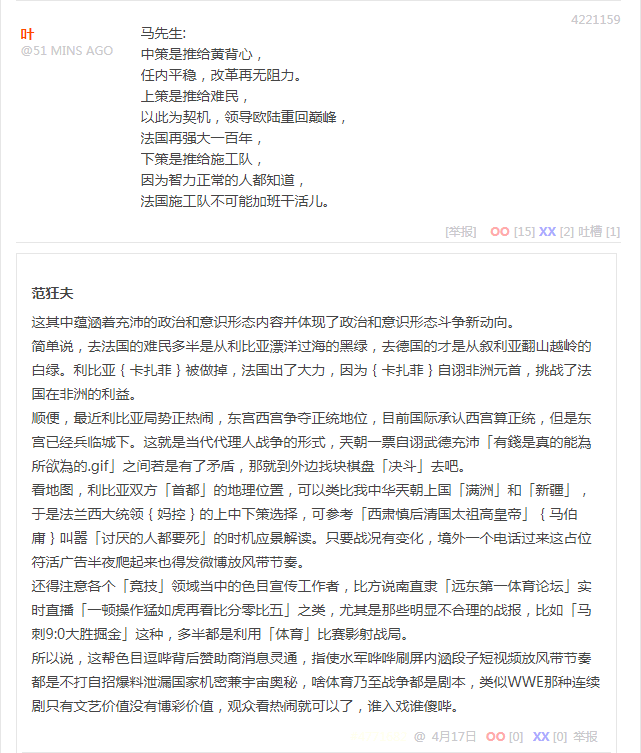 4221159
叶
@51 MINS AGO
马先生:
中策是推给黄背心，
任内平稳，改革再无阻力。
上策是推给难民，
以此为契机，领导欧陆重回巅峰，
法国再强大一百年，
下策是推给施工队，
因为智力正常的人都知道，
法国施工队不可能加班干活儿。
[举报] OO [15] XX [2] 吐槽 [1]
范狂夫
这其中蕴涵着充沛的政治和意识形态内容并体现了政治和意识形态斗争新动向。
简单说，去法国的难民多半是从利比亚漂洋过海的黑绿，去德国的才是从叙利亚翻山越岭的
白绿。利比亚｛卡扎菲｝被做掉，法国出了大力，因为｛卡扎菲｝自诩非洲元首，挑战了法
国在非洲的利益。
顺便，最近利比亚局势正热闹，东宫西宫争夺正统地位，目前国际承认西宫算正统，但是东
宫已经兵临城下。这就是当代代理人战争的形式，天朝一票自诩武德充沛「有錢是真的能為
所欲為的.gif」之间若是有了矛盾，那就到外边找块棋盘「决斗」去吧。
看地图，利比亚双方「首都」的地理位置，可以类比我中华天朝上国「满洲」和「新疆」，
于是法兰西大统领｛妈控｝的上中下策选择，可参考「西肃慎后清国太祖高皇帝」｛马伯
庸｝叫嚣「讨厌的人都要死」的时机应景解读。只要战况有变化，境外一个电话过来这占位
符活广告半夜爬起来也得发微博放风带节奏。
还得注意各个「竞技」领域当中的色目宣传工作者，比方说南直隶「远东第一体育论坛」实
时直播「一顿操作猛如虎再看比分零比五」之类，尤其是那些明显不合理的战报，比如「马
刺9:0大胜掘金」这种，多半都是利用「体育」比赛影射战局。
所以说，这帮色目逗哔背后赞助商消息灵通，指使水军哗哗刷屏内涵段子短视频放风带节奏
都是不打自招爆料泄漏国家机密兼宇宙奥秘，啥体育乃至战争都是剧本，类似WWE那种连续
剧只有文艺价值没有博彩价值，观众看热闹就可以了，谁入戏谁傻哔。
@ 4月17日 OO [0] XX [0] 举报